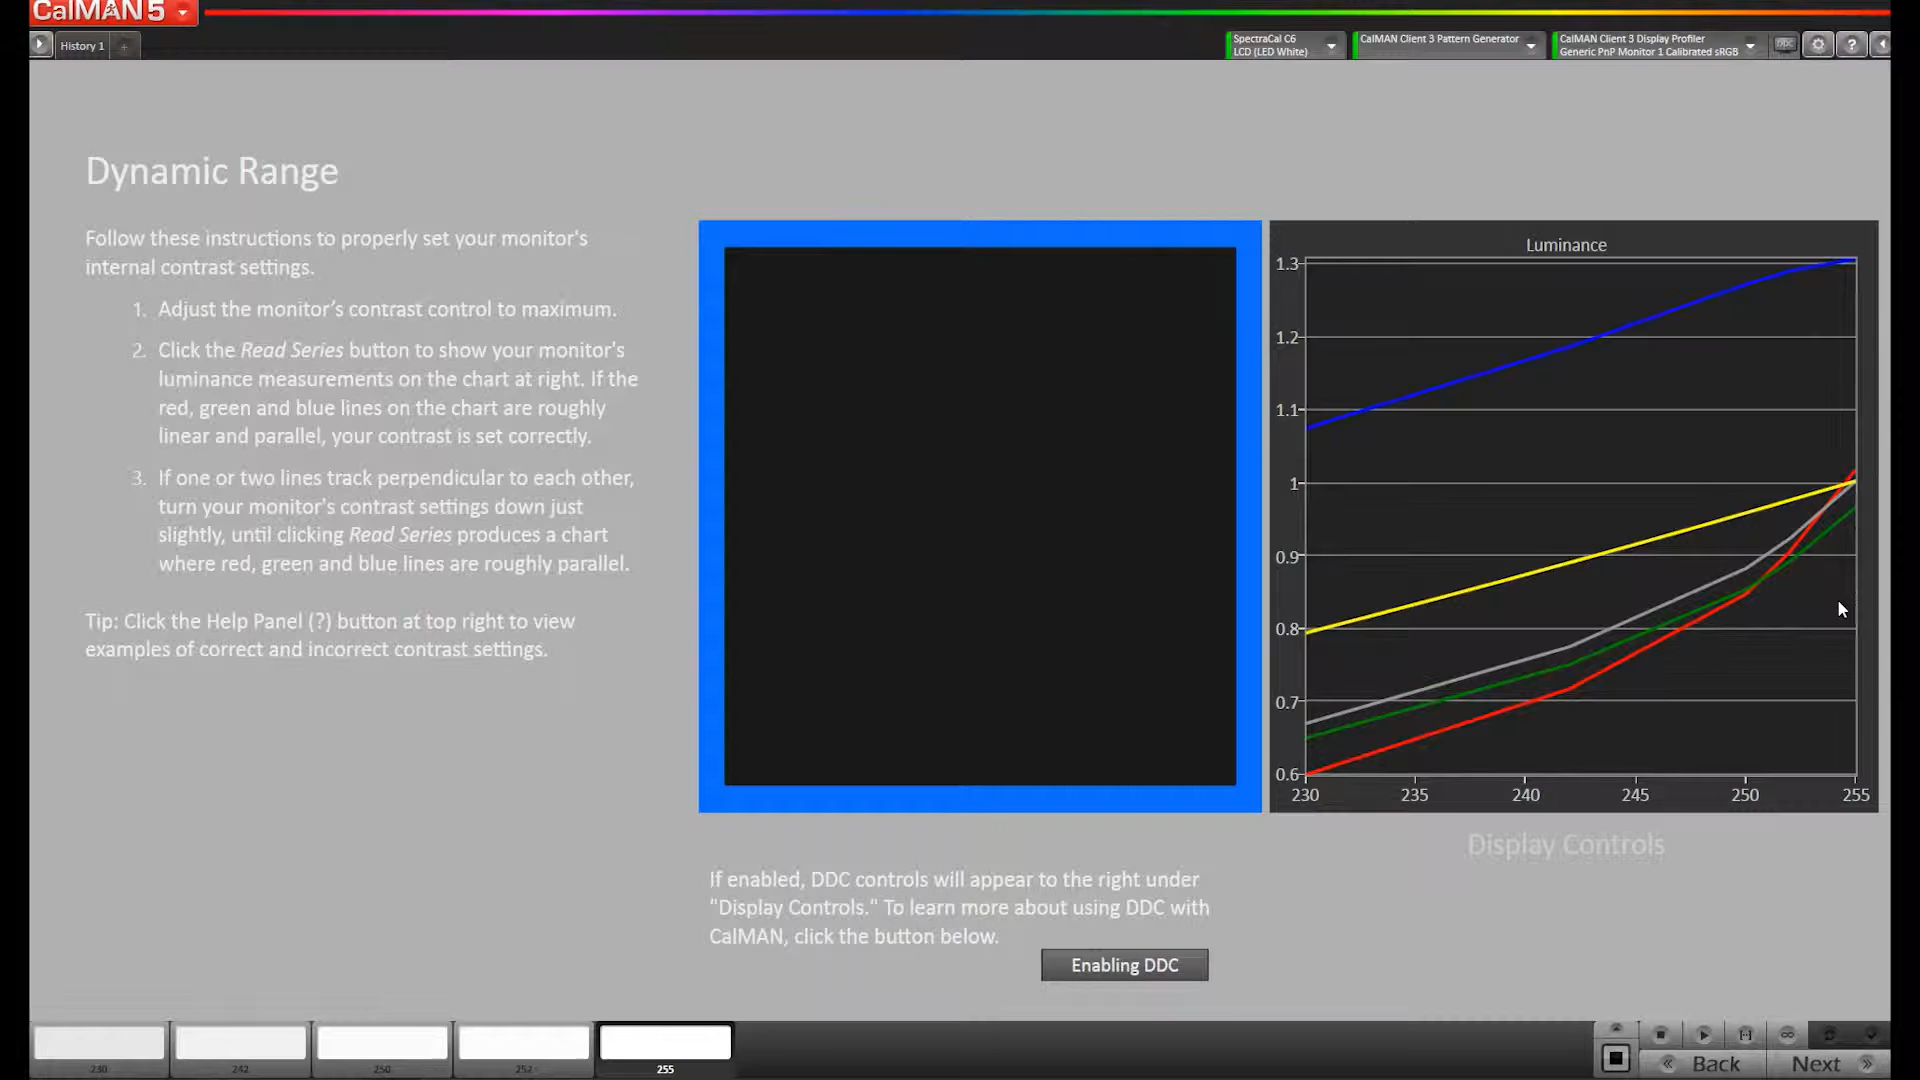 CalMAN 5
History 1
+
SpectraCal C6
LCD (LED White)
CalMAN Client 3 Pattern Generator
CalMAN Client 3 Display Profiler
Generic PnP Monitor 1 Calibrated sRGB
DDC
?
Dynamic Range
Follow these instructions to properly set your monitor's
internal contrast settings.
1. Adjust the monitor’s contrast control to maximum.
2. Click the Read Series button to show your monitor's
luminance measurements on the chart at right. If the
red, green and blue lines on the chart are roughly
linear and parallel, your contrast is set correctly.
3. If one or two lines track perpendicular to each other,
turn your monitor's contrast settings down just
slightly, until clicking Read Series produces a chart
where red, green and blue lines are roughly parallel.
Tip: Click the Help Panel (?) button at top right to view
examples of correct and incorrect contrast settings.
Luminance
1.3
1.2
1.1
1
0.9
0.8
0.7
0.6
230 235 240 245 250 255
Display Controls
If enabled, DDC controls will appear to the right under
"Display Controls." To learn more about using DDC with
CalMAN, click the button below.
Enabling DDC
230 242 250 252 255
Back Next